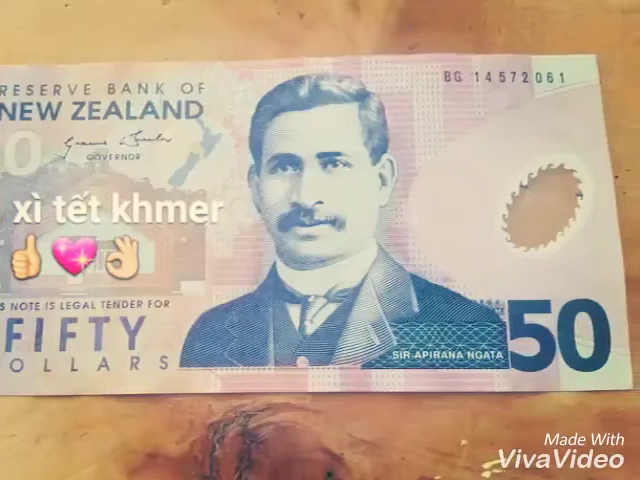 RESERVE BANK OF
NEW ZEALAND
BG 14572061
GOVERNOR
xì tết khmer
👍💖👌
NOTE IS LEGAL TENDER FOR
FIFTY
SIR APIRANA NGATA
50
Made With
VivaVideo